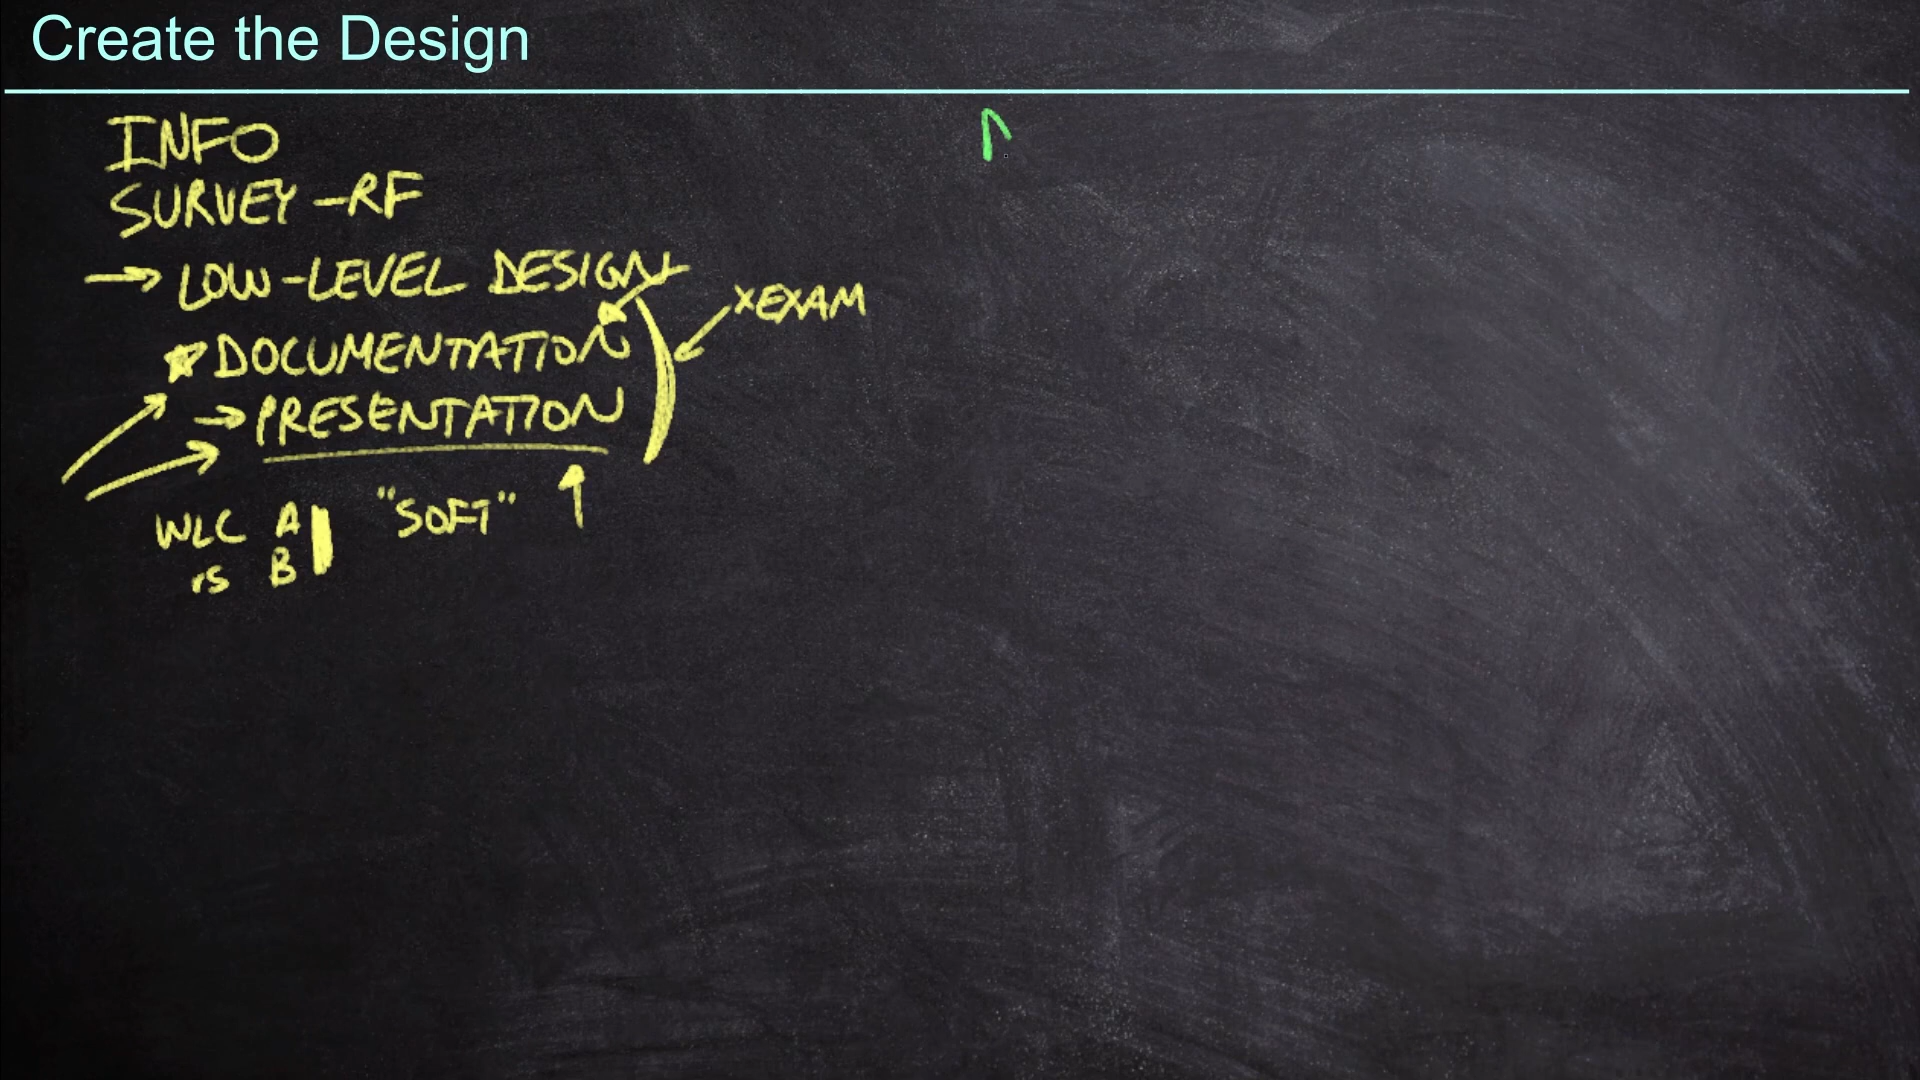 Create the Design
INFO
SURVEY -RF
→ LOW-LEVEL DESIGN
★ DOCUMENTATION
→ PRESENTATION
xEXAM
WLC A
vs B
"SOFT"